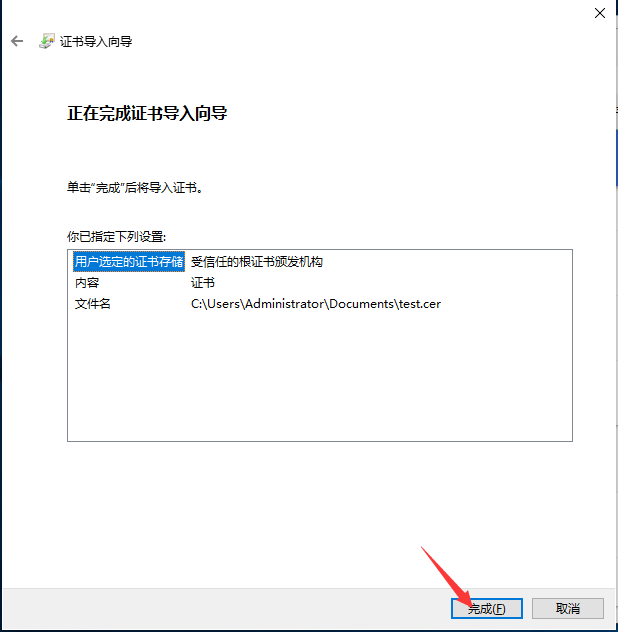 证书导入向导
正在完成证书导入向导
单击“完成”后将导入证书。
你已指定下列设置:
用户选定的证书存储 受信任的根证书颁发机构
内容 证书
文件名 C:\Users\Administrator\Documents\test.cer
完成(F) 取消